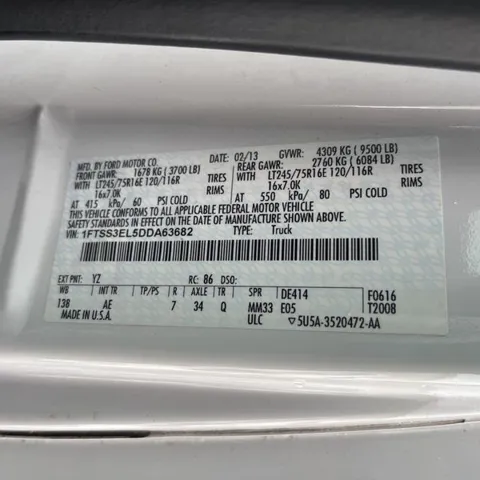 MFD. BY FORD MOTOR CO.
DATE: 02/13 GVWR: 4309 KG ( 9500 LB)
FRONT GAWR: 1678 KG ( 3700 LB) REAR GAWR: 2760 KG ( 6084 LB)
WITH LT245/75R16E 120/116R TIRES WITH LT245/75R16E 120/116R TIRES
16x7.0K RIMS 16x7.0K RIMS
AT 415 kPa/ 60 PSI COLD AT 550 kPa/ 80 PSI COLD
THIS VEHICLE CONFORMS TO ALL APPLICABLE FEDERAL MOTOR VEHICLE
SAFETY STANDARDS IN EFFECT ON THE DATE OF MANUFACTURE SHOWN ABOVE.
VIN: 1FTSS3EL5DDA63682 TYPE: Truck
EXT PNT: YZ RC: 86 DSO:
WB INT TR TP/PS R AXLE TR SPR DE414 F0616
138 AE 7 34 Q MM33 E05 T2008
MADE IN U.S.A. ULC ▽5U5A-3520472-AA